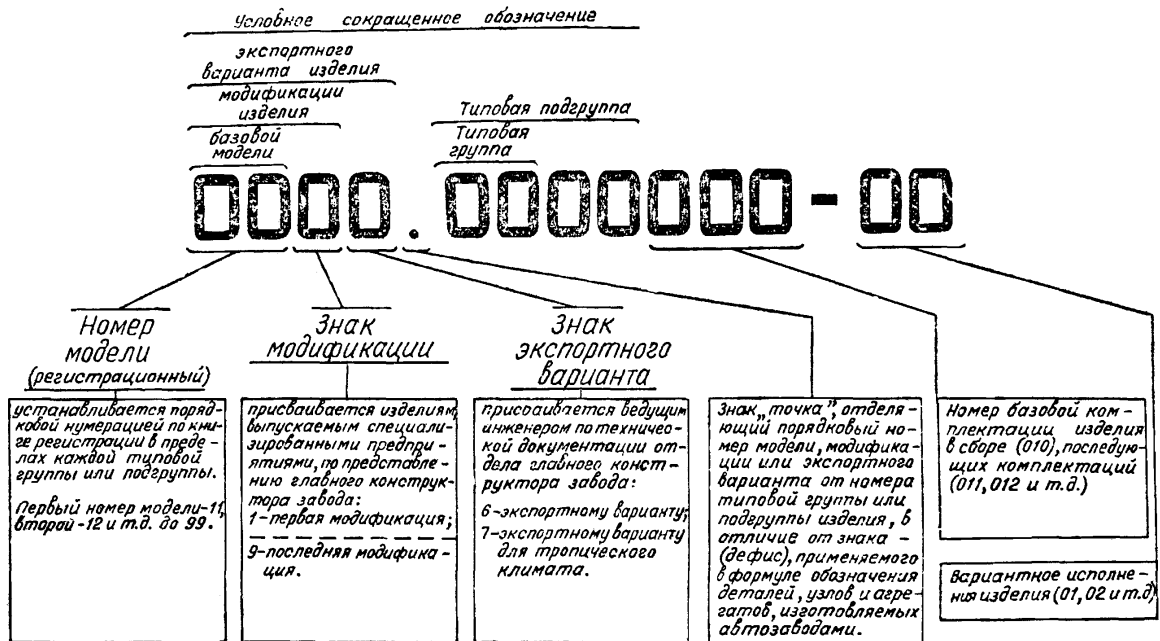 Условное сокращенное обозначение
экспортного
варианта изделия
модификации
изделия
базовой
модели
Типовая подгруппа
Типовая
группа
0000.0000000-00
Номер
модели
(регистрационный)
устанавливается поряд-
ковой нумерацией по кни-
ге регистрации в преде-
лах каждой типовой
группы или подгруппы.
Первый номер модели-11,
второй-12 и т.д. до 99.
Знак
модификации
присваивается изделиям,
выпускаемым специали-
зированными предпри-
ятиями, по представле-
нию главного конструк-
тора завода:
1-первая модификация;
9-последняя модифика-
ция.
Знак
экспортного
варианта
присваивается ведущим
инженером по техничес-
кой документации от-
дела главного конст-
руктора завода:
6-экспортному варианту;
7-экспортному варианту
для тропического
климата.
Знак „точка", отделя-
ющий порядковый но-
мер модели, модифика-
ции или экспортного
варианта от номера
типовой группы или
подгруппы изделия, в
отличие от знака -
(дефис), применяемого
в формуле обозначения
деталей, узлов и агре-
гатов, изготовляемых
автозаводами.
Номер базовой ком-
плектации изделия
в сборе (010), последую-
щих комплектаций
(011, 012 и т.д.)
Вариантное исполне-
ния изделия (01, 02 и т.д)